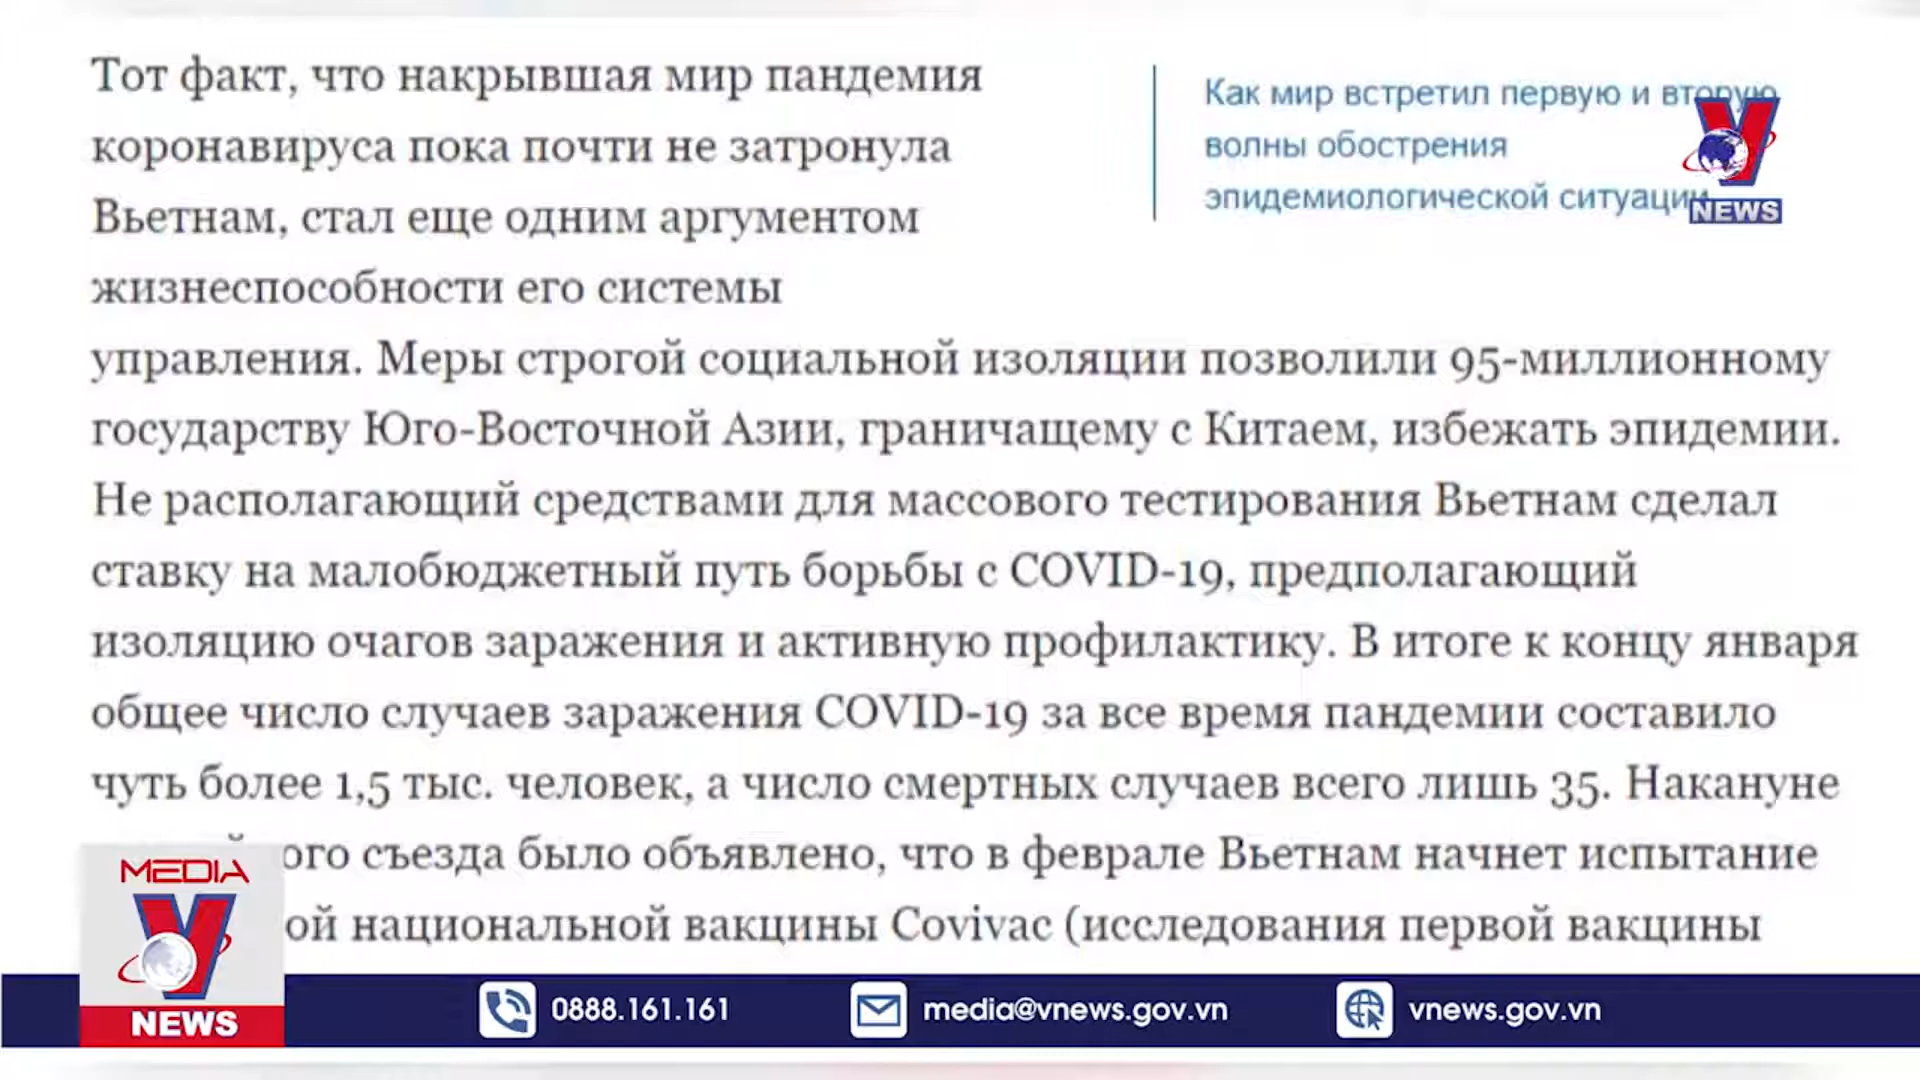 Тот факт, что накрывшая мир пандемия
коронавируса пока почти не затронула
Вьетнам, стал еще одним аргументом
жизнеспособности его системы
управления. Меры строгой социальной изоляции позволили 95-миллионному
государству Юго-Восточной Азии, граничащему с Китаем, избежать эпидемии.
Не располагающий средствами для массового тестирования Вьетнам сделал
ставку на малобюджетный путь борьбы с COVID-19, предполагающий
изоляцию очагов заражения и активную профилактику. В итоге к концу января
общее число случаев заражения COVID-19 за все время пандемии составило
чуть более 1,5 тыс. человек, а число смертных случаев всего лишь 35. Накануне
съезда было объявлено, что в феврале Вьетнам начнет испытание
национальной вакцины Covivac (исследования первой вакцины
Как мир встретил первую и вторую
волны обострения
эпидемиологической ситуации
NEWS
MEDIA
NEWS
0888.161.161
media@vnews.gov.vn
vnews.gov.vn